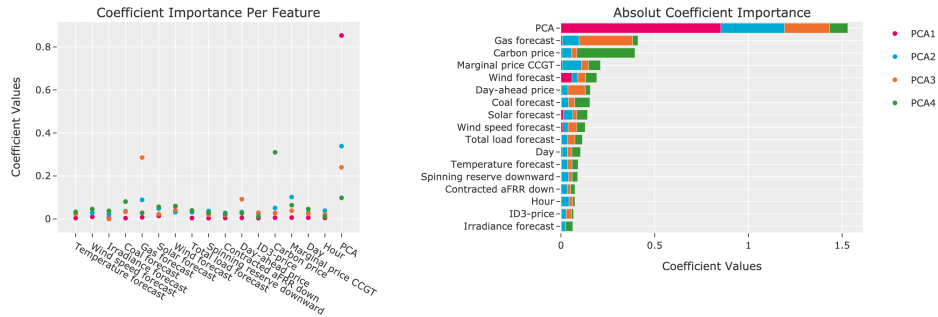 Coefficient Importance Per Feature
Coefficient Values
0.8
0.6
0.4
0.2
0
Temperature forecast
Wind speed forecast
Irradiance forecast
Coal forecast
Gas forecast
Solar forecast
Wind forecast
Total load forecast
Spinning reserve downward
Contracted aFRR down
Day-ahead price
ID3-price
Carbon price
Marginal price CCGT
Day
Hour
PCA
Absolut Coefficient Importance
PCA
Gas forecast
Carbon price
Marginal price CCGT
Wind forecast
Day-ahead price
Coal forecast
Solar forecast
Wind speed forecast
Total load forecast
Day
Temperature forecast
Spinning reserve downward
Contracted aFRR down
Hour
ID3-price
Irradiance forecast
0
0.5
1
1.5
Coefficient Values
PCA1
PCA2
PCA3
PCA4